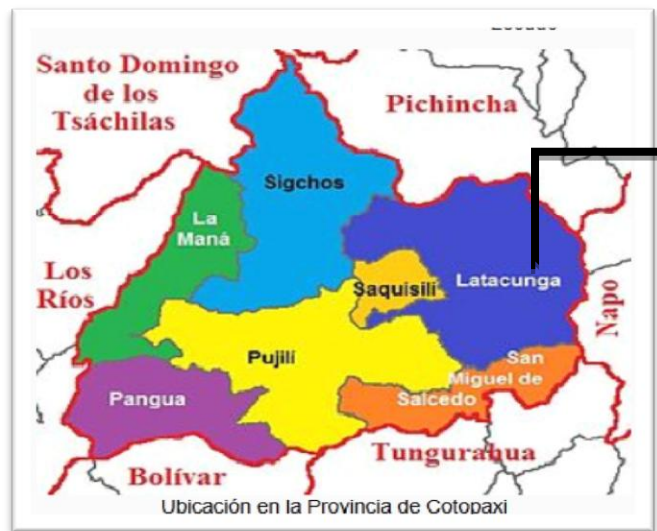 Santo Domingo
de los
Tsáchilas
Pichincha
Sigchos
La
Maná
Los
Ríos
Saquisilí
Latacunga
Napo
Pujilí
San
Miguel de
Salcedo
Pangua
Tungurahua
Bolívar
Ubicación en la Provincia de Cotopaxi